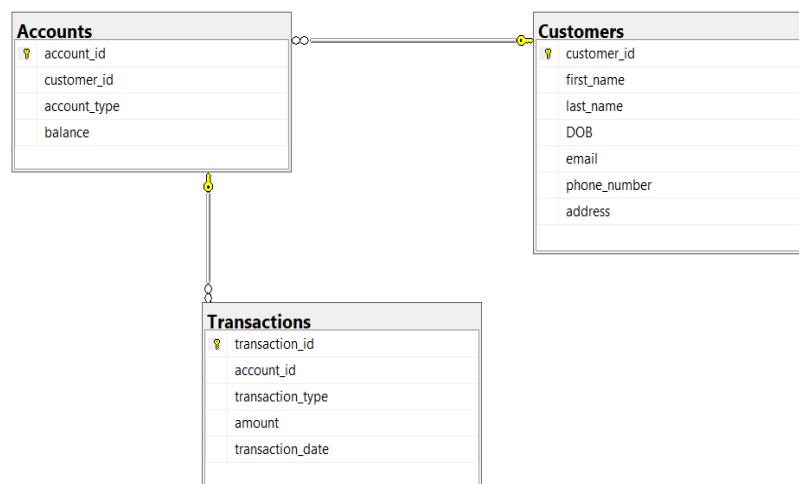 Accounts
account_id
customer_id
account_type
balance
Customers
customer_id
first_name
last_name
DOB
email
phone_number
address
Transactions
transaction_id
account_id
transaction_type
amount
transaction_date